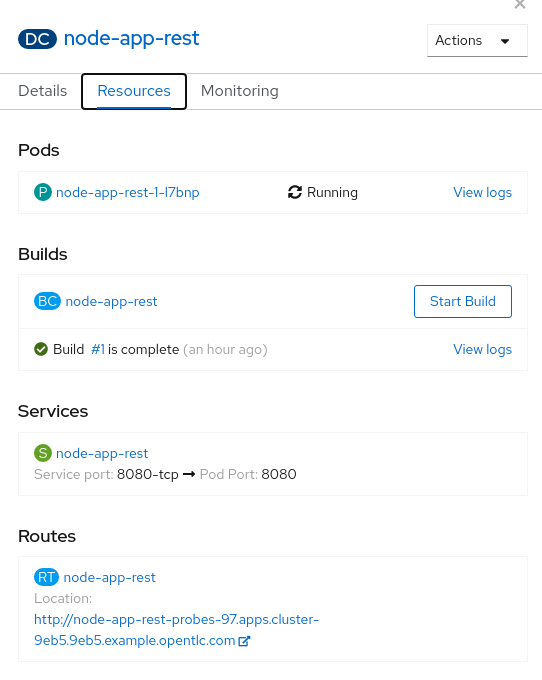 DC node-app-rest
Actions
Details Resources Monitoring
Pods
P node-app-rest-1-l7bnp Running View logs
Builds
BC node-app-rest Start Build
Build #1 is complete (an hour ago) View logs
Services
S node-app-rest
Service port: 8080-tcp → Pod Port: 8080
Routes
RT node-app-rest
Location:
http://node-app-rest-probes-97.apps.cluster-
9eb5.9eb5.example.opentlc.com